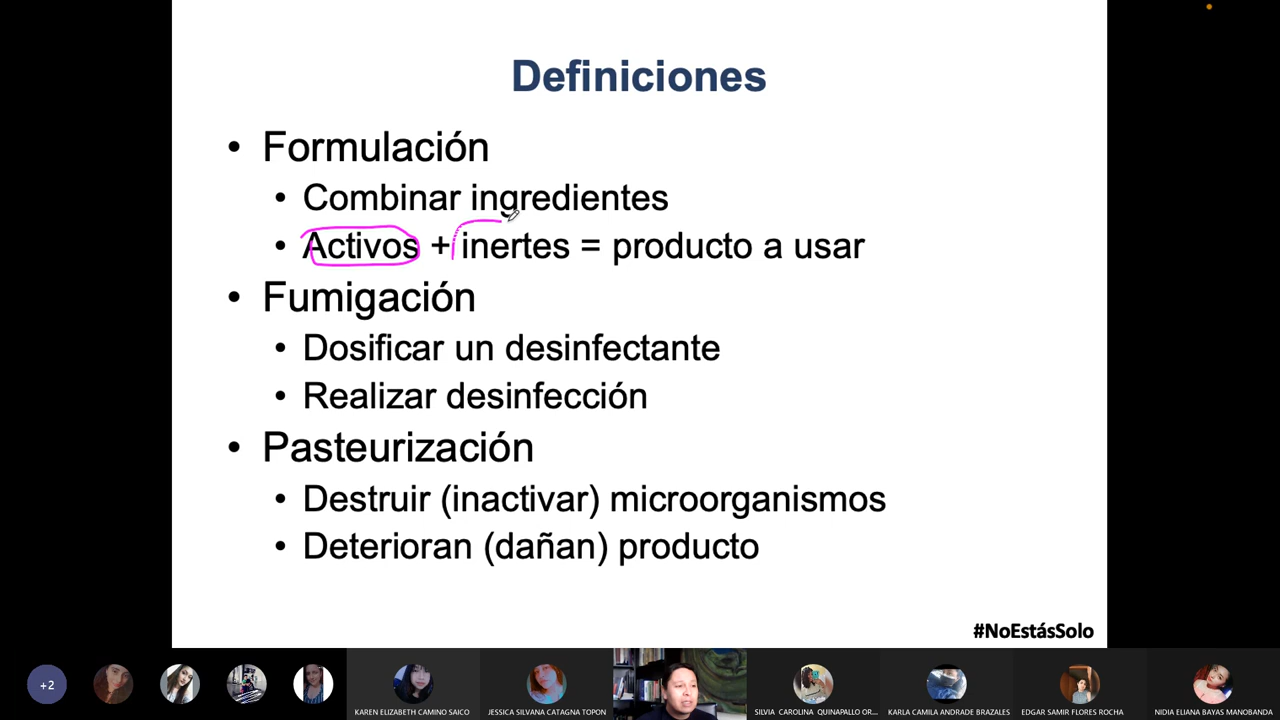 Definiciones
• Formulación
• Combinar ingredientes
• Activos + inertes = producto a usar
• Fumigación
• Dosificar un desinfectante
• Realizar desinfección
• Pasteurización
• Destruir (inactivar) microorganismos
• Deterioran (dañan) producto
#NoEstásSolo
+2
KAREN ELIZABETH CAMINO SAICO
JESSICA SILVANA CATAGNA TOPON
SILVIA CAROLINA QUINAPALLO OR...
KARLA CAMILA ANDRADE BRAZALES
EDGAR SAMIR FLORES ROCHA
NIDIA ELIANA BAYAS MANOBANDA